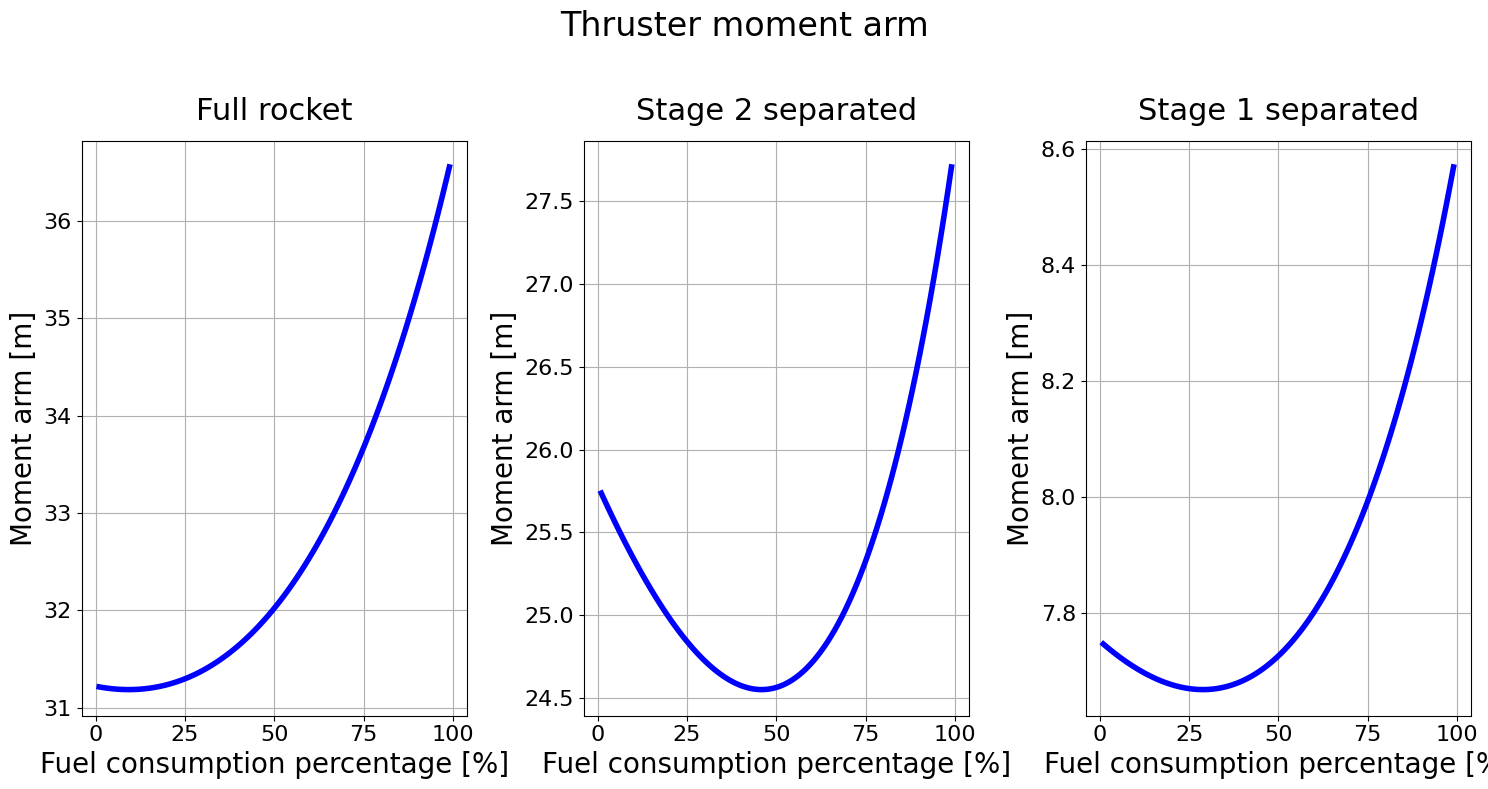 Thruster moment arm
Full rocket
Moment arm [m]
36
35
34
33
32
31
0 25 50 75 100
Fuel consumption percentage [%]
Stage 2 separated
Moment arm [m]
27.5
27.0
26.5
26.0
25.5
25.0
24.5
0 25 50 75 100
Fuel consumption percentage [%]
Stage 1 separated
Moment arm [m]
8.6
8.4
8.2
8.0
7.8
0 25 50 75 100
Fuel consumption percentage [%